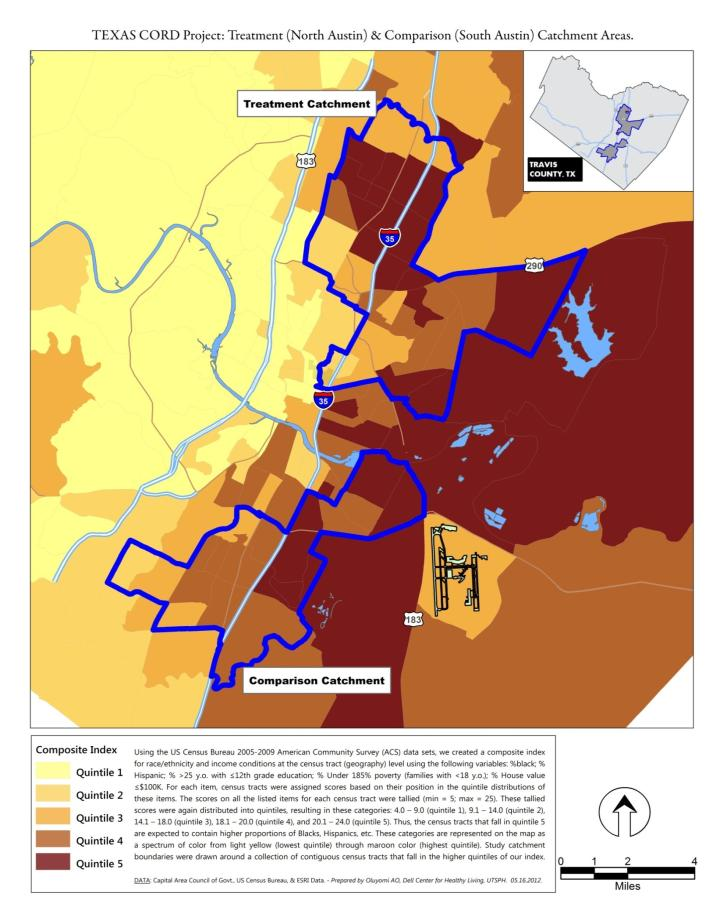 TEXAS CORD Project: Treatment (North Austin) & Comparison (South Austin) Catchment Areas.
Treatment Catchment
183
TRAVIS
COUNTY, TX
35
290
35
183
Comparison Catchment
Composite Index
Quintile 1
Quintile 2
Quintile 3
Quintile 4
Quintile 5
Using the US Census Bureau 2005-2009 American Community Survey (ACS) data sets, we created a composite index
for race/ethnicity and income conditions at the census tract (geography) level using the following variables: %black; %
Hispanic; % >25 y.o. with ≤12th grade education; % Under 185% poverty (families with <18 y.o.); % House value
≤$100K. For each item, census tracts were assigned scores based on their position in the quintile distributions of
these items. The scores on all the listed items for each census tract were tallied (min = 5; max = 25). These tallied
scores were again distributed into quintiles, resulting in these categories: 4.0 – 9.0 (quintile 1), 9.1 – 14.0 (quintile 2),
14.1 – 18.0 (quintile 3), 18.1 – 20.0 (quintile 4), and 20.1 – 24.0 (quintile 5). Thus, the census tracts that fall in quintile 5
are expected to contain higher proportions of Blacks, Hispanics, etc. These categories are represented on the map as
a spectrum of color from light yellow (lowest quintile) through maroon color (highest quintile). Study catchment
boundaries were drawn around a collection of contiguous census tracts that fall in the higher quintiles of our index.
DATA: Capital Area Council of Govt., US Census Bureau, & ESRI Data. - Prepared by Oluyomi AO, Dell Center for Healthy Living, UTSPH. 05.16.2012.
0 1 2 4
Miles